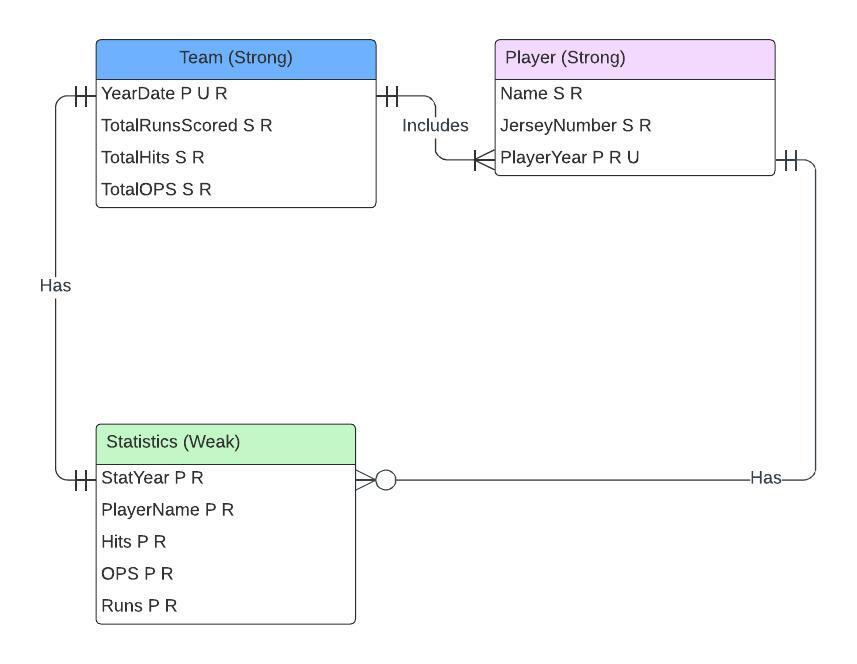 Team (Strong)
YearDate P U R
TotalRunsScored S R
TotalHits S R
TotalOPS S R
Includes
Player (Strong)
Name S R
JerseyNumber S R
PlayerYear P R U
Has
Statistics (Weak)
StatYear P R
PlayerName P R
Hits P R
OPS P R
Runs P R
Has